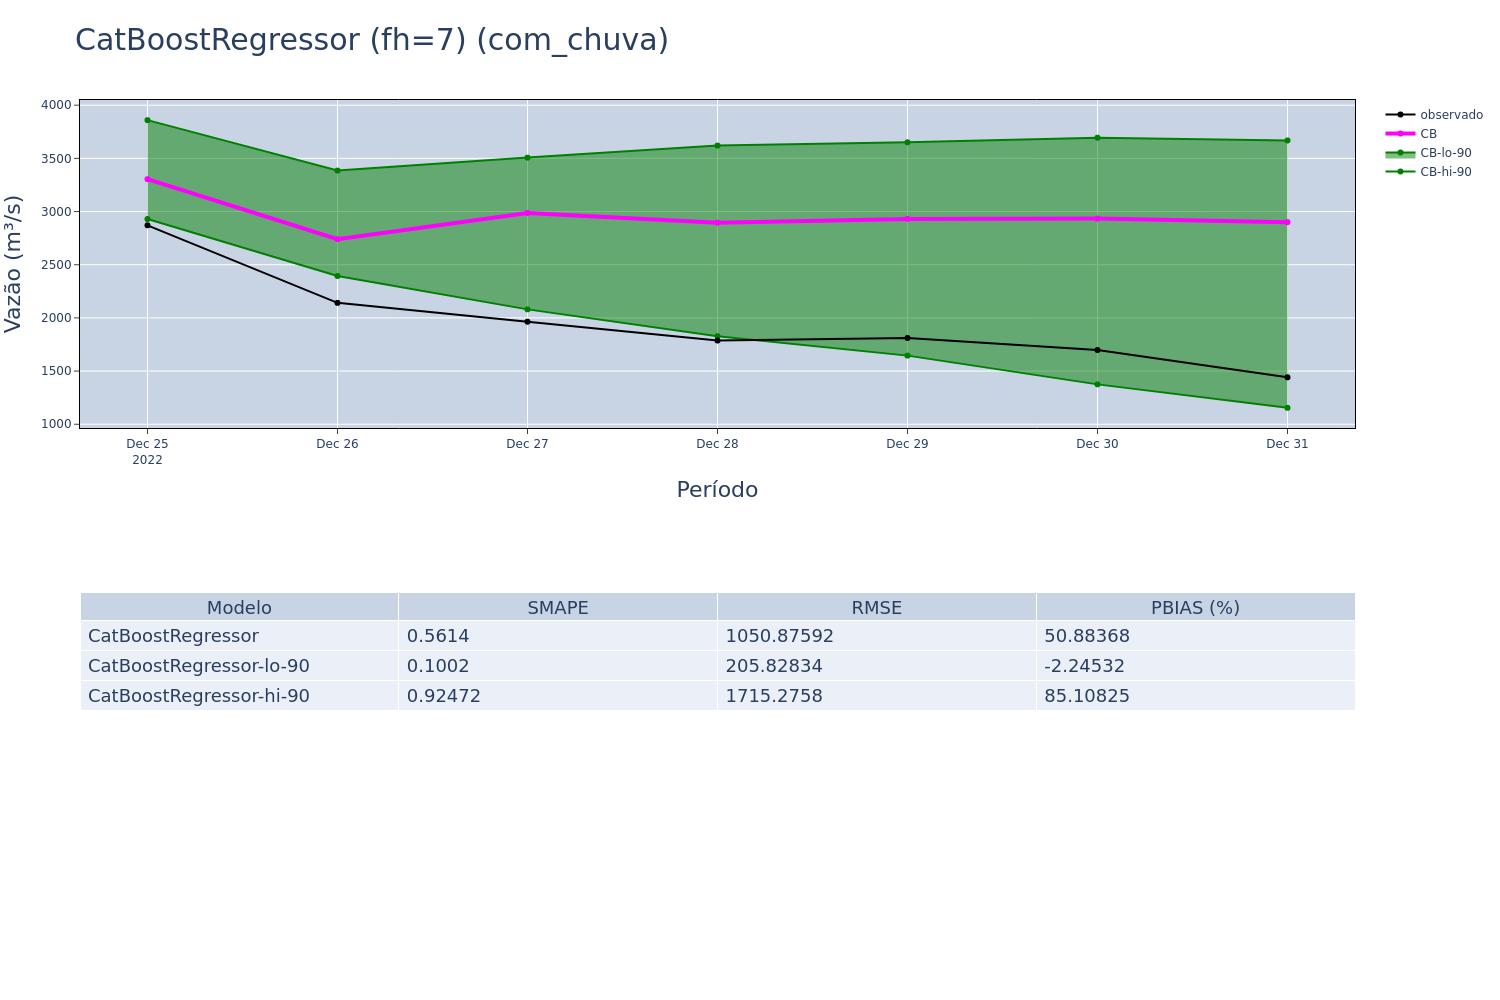 CatBoostRegressor (fh=7) (com_chuva)
4000
3500
3000
2500
2000
1500
1000
Vazão (m³/s)
Dec 25
2022
Dec 26
Dec 27
Dec 28
Dec 29
Dec 30
Dec 31
Período
observado
CB
CB-lo-90
CB-hi-90
Modelo SMAPE RMSE PBIAS (%)
CatBoostRegressor 0.5614 1050.87592 50.88368
CatBoostRegressor-lo-90 0.1002 205.82834 -2.24532
CatBoostRegressor-hi-90 0.92472 1715.2758 85.10825